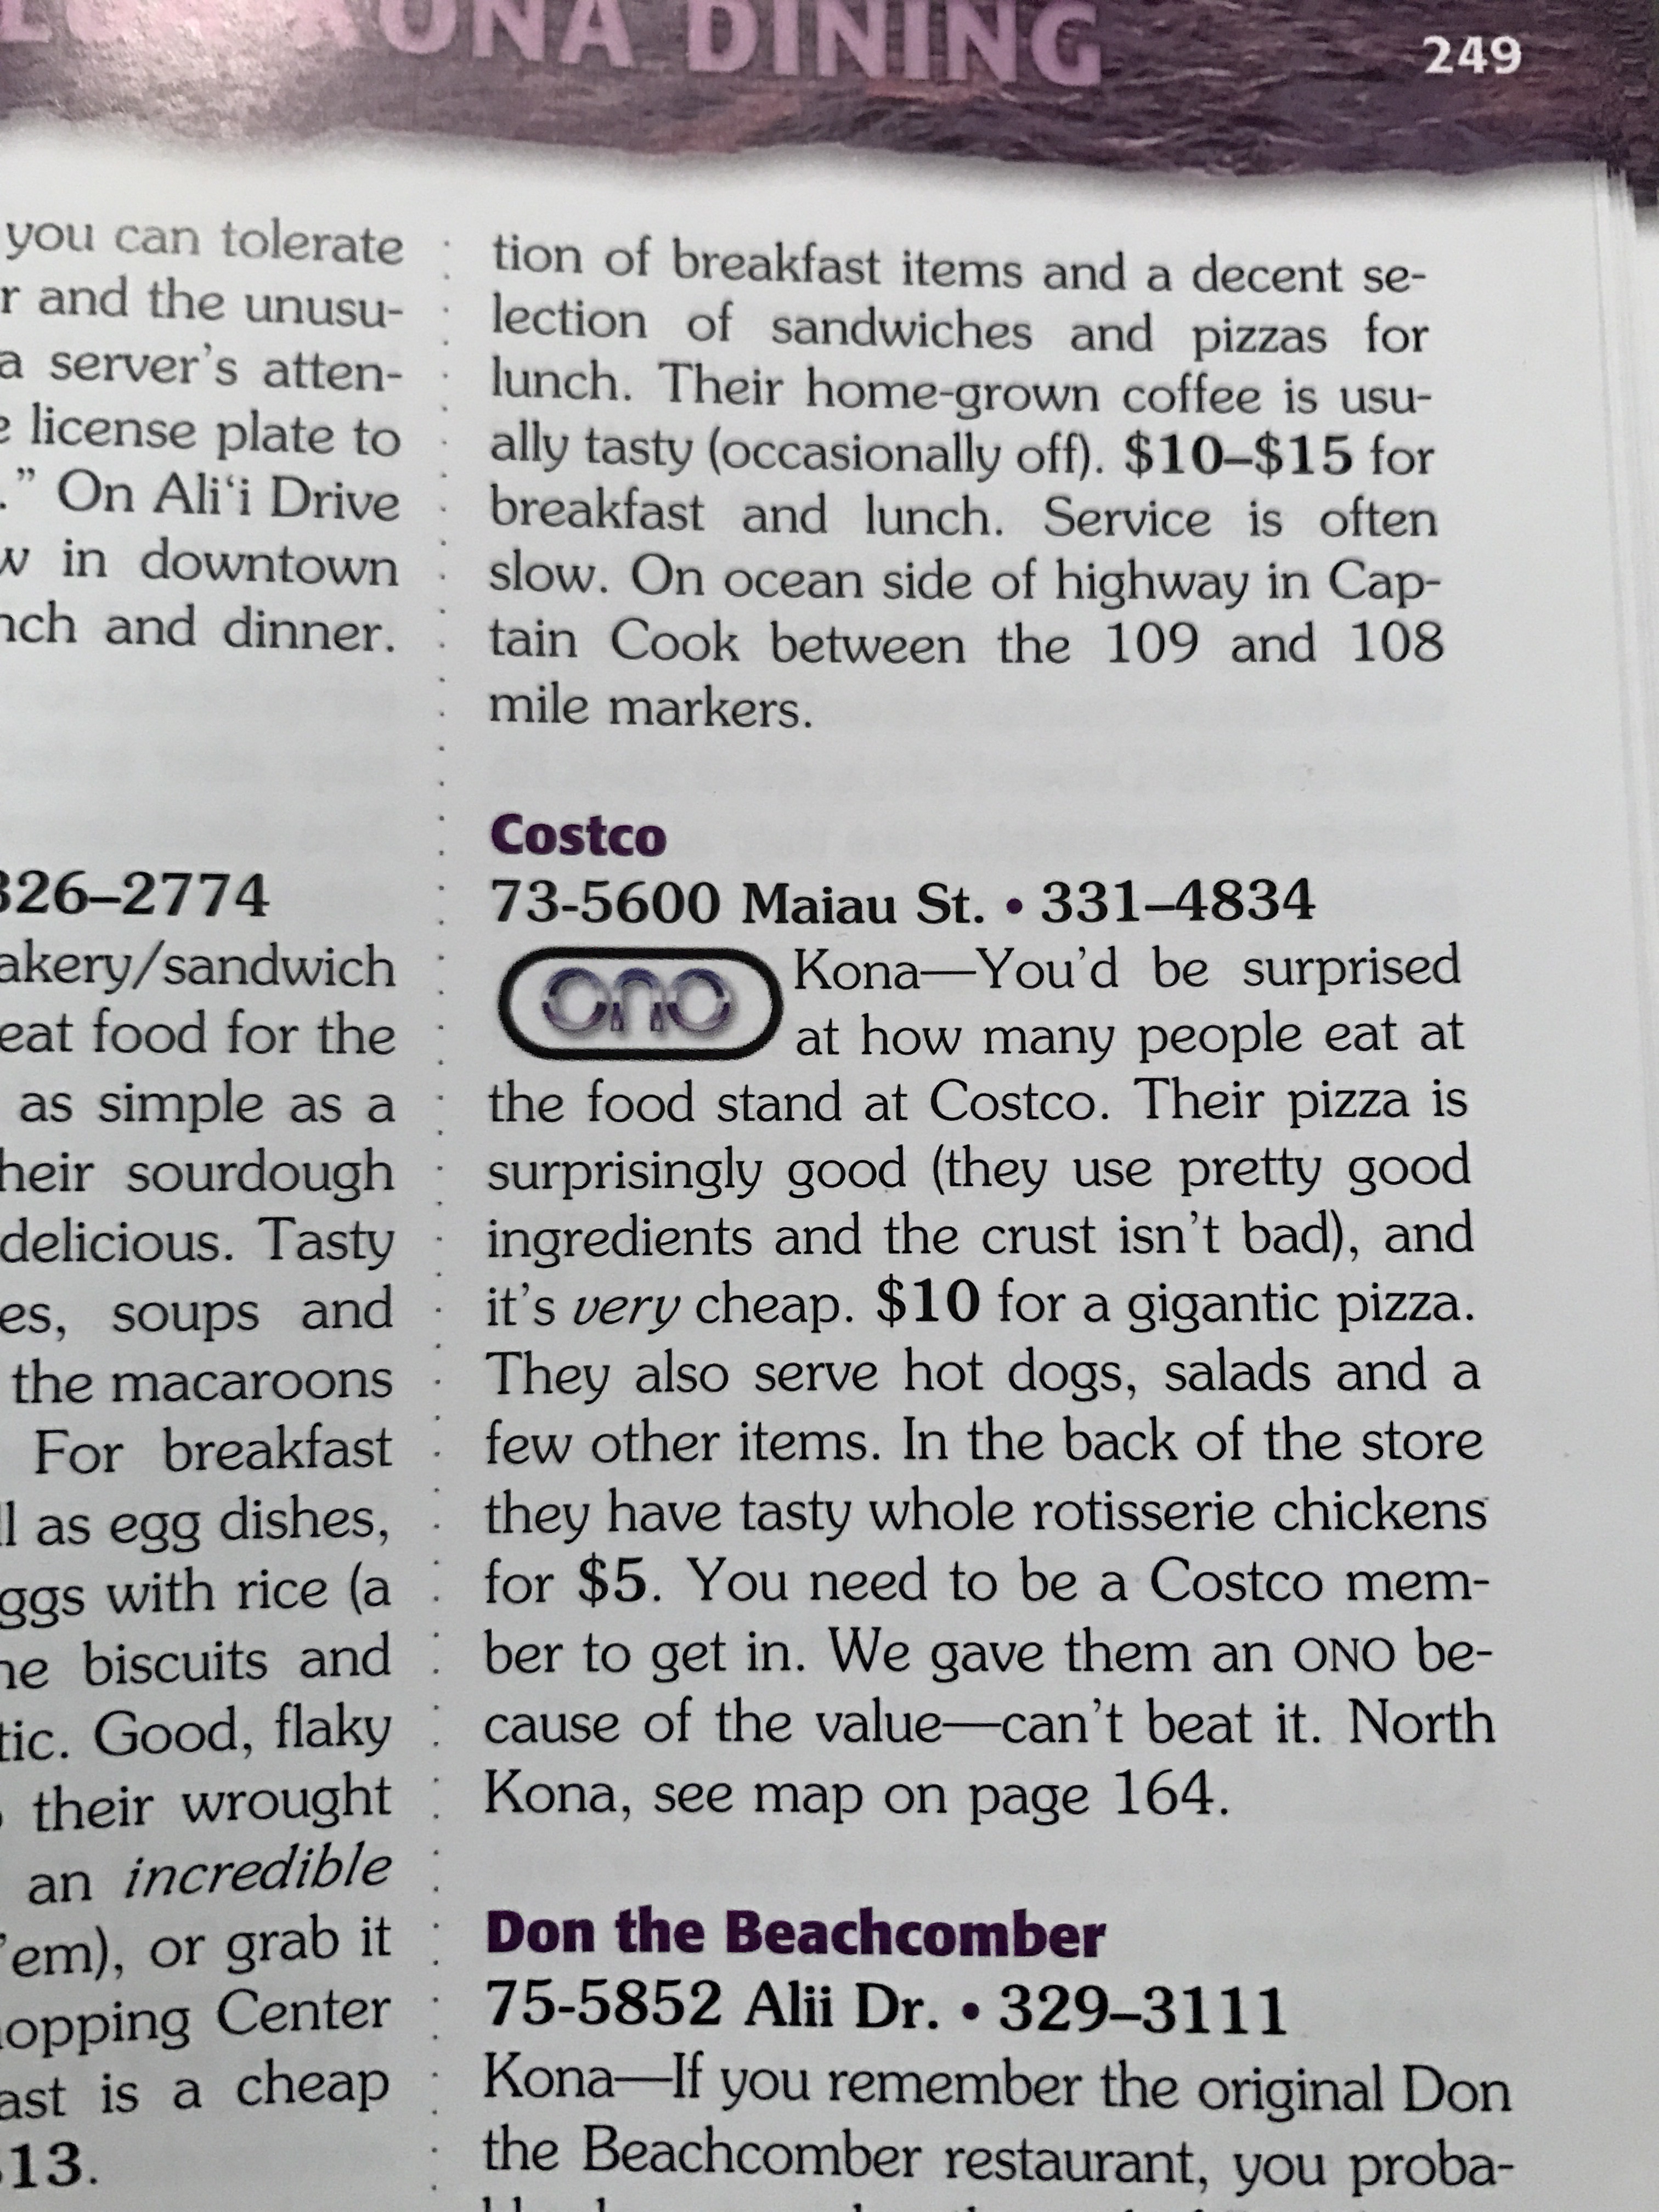 KONA DINING
249
you can tolerate
and the unusu-
a server's atten-
license plate to
." On Ali‘i Drive
in downtown
and dinner.
326–2774
food for the
as simple as a
sourdough
delicious. Tasty
soups and
the macaroons
For breakfast
as egg dishes,
with rice (a
biscuits and
Good, flaky
their wrought
an incredible
'em), or grab it
Center
is a cheap
tion of breakfast items and a decent se-
lection of sandwiches and pizzas for
lunch. Their home-grown coffee is usu-
ally tasty (occasionally off). $10–$15 for
breakfast and lunch. Service is often
slow. On ocean side of highway in Cap-
tain Cook between the 109 and 108
mile markers.
Costco
73-5600 Maiau St. • 331–4834
ono
Kona—You'd be surprised
at how many people eat at
the food stand at Costco. Their pizza is
surprisingly good (they use pretty good
ingredients and the crust isn't bad), and
it's very cheap. $10 for a gigantic pizza.
They also serve hot dogs, salads and a
few other items. In the back of the store
they have tasty whole rotisserie chickens
for $5. You need to be a Costco mem-
ber to get in. We gave them an ONO be-
cause of the value—can't beat it. North
Kona, see map on page 164.
Don the Beachcomber
75-5852 Alii Dr. • 329–3111
Kona—If you remember the original Don
the Beachcomber restaurant, you proba-